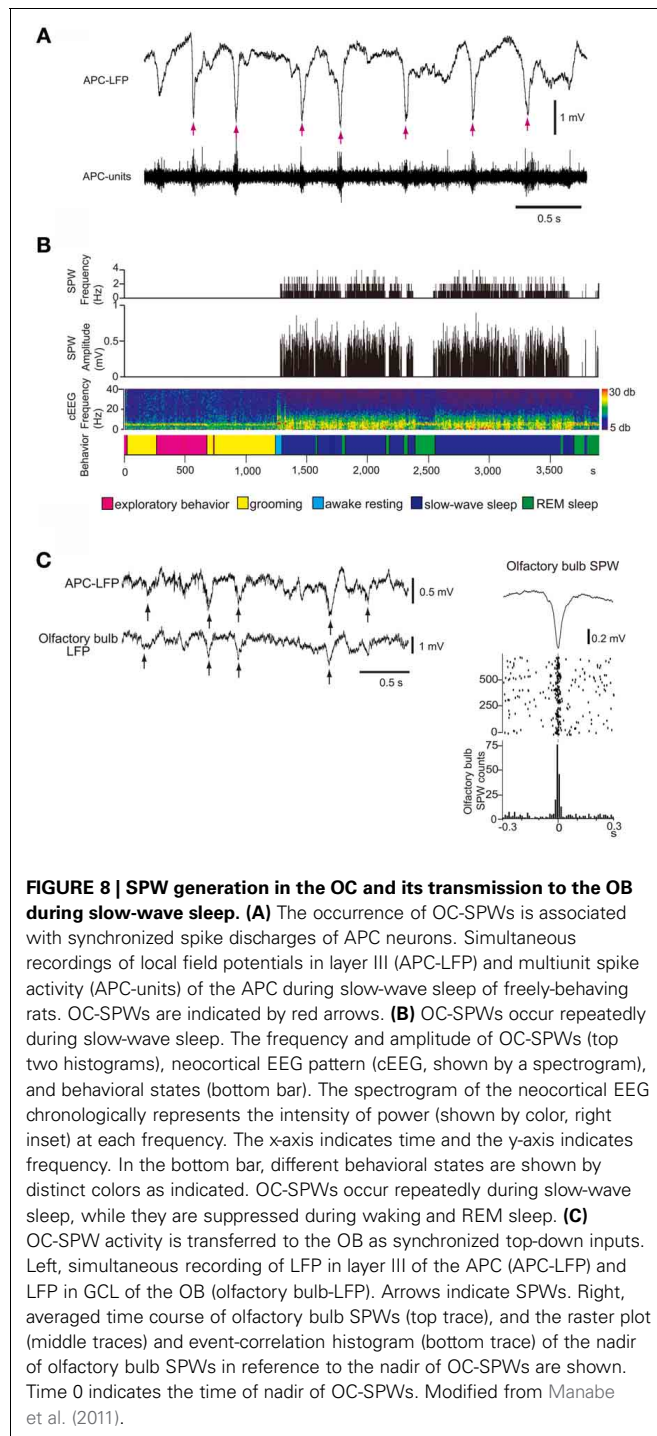 A
APC-LFP
1 mV
APC-units
0.5 s
B
SPW
Frequency
(Hz)
4
2
0
SPW
Amplitude
(mV)
1
0.5
0
cEEG
Frequency
(Hz)
40
20
0
30 db
5 db
Behavior
0 500 1,000 1,500 2,000 2,500 3,000 3,500 s
exploratory behavior grooming awake resting slow-wave sleep REM sleep
C
APC-LFP
0.5 mV
Olfactory bulb
LFP
1 mV
0.5 s
Olfactory bulb SPW
0.2 mV
500
250
0
Olfactory bulb
SPW counts
75
50
25
0
-0.3 0 0.3
s
FIGURE 8 | SPW generation in the OC and its transmission to the OB
during slow-wave sleep. (A) The occurrence of OC-SPWs is associated
with synchronized spike discharges of APC neurons. Simultaneous
recordings of local field potentials in layer III (APC-LFP) and multiunit spike
activity (APC-units) of the APC during slow-wave sleep of freely-behaving
rats. OC-SPWs are indicated by red arrows. (B) OC-SPWs occur repeatedly
during slow-wave sleep. The frequency and amplitude of OC-SPWs (top
two histograms), neocortical EEG pattern (cEEG, shown by a spectrogram),
and behavioral states (bottom bar). The spectrogram of the neocortical EEG
chronologically represents the intensity of power (shown by color, right
inset) at each frequency. The x-axis indicates time and the y-axis indicates
frequency. In the bottom bar, different behavioral states are shown by
distinct colors as indicated. OC-SPWs occur repeatedly during slow-wave
sleep, while they are suppressed during waking and REM sleep. (C)
OC-SPW activity is transferred to the OB as synchronized top-down inputs.
Left, simultaneous recording of LFP in layer III of the APC (APC-LFP) and
LFP in GCL of the OB (olfactory bulb-LFP). Arrows indicate SPWs. Right,
averaged time course of olfactory bulb SPWs (top trace), and the raster plot
(middle traces) and event-correlation histogram (bottom trace) of the nadir
of olfactory bulb SPWs in reference to the nadir of OC-SPWs are shown.
Time 0 indicates the time of nadir of OC-SPWs. Modified from Manabe
et al. (2011).